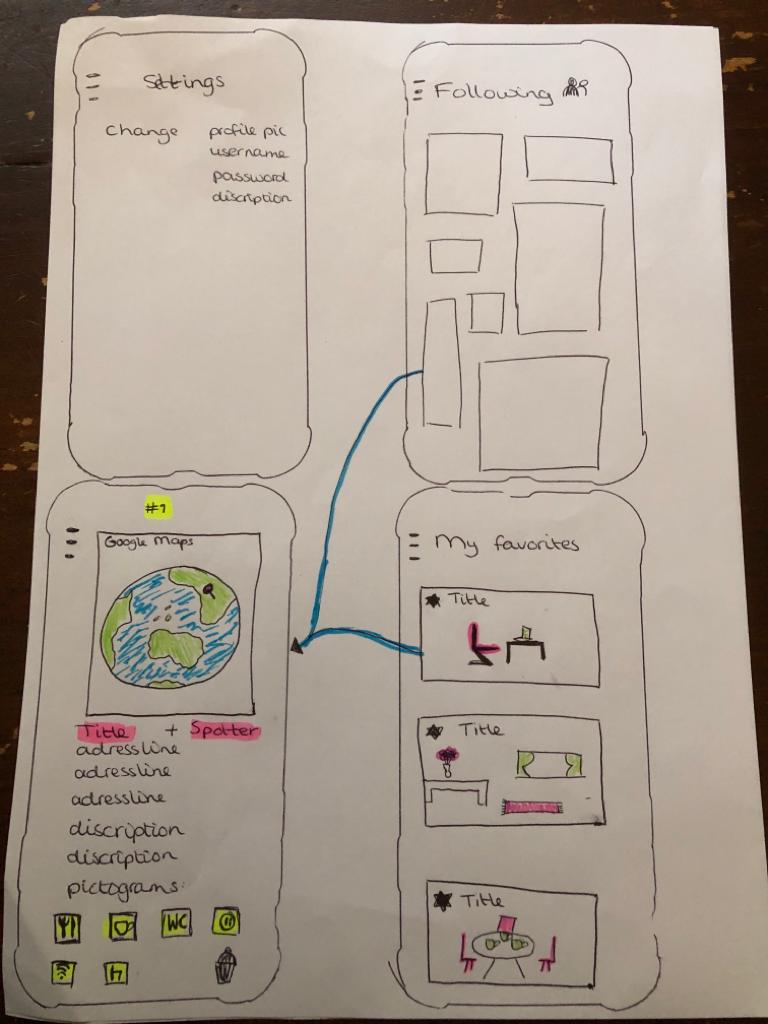 Settings
change profile pic
username
password
discription
Following
#1
Google Maps
Title + Spotter
adressline
adressline
adressline
discription
discription
pictograms:
WC
My favorites
Title
Title
Title